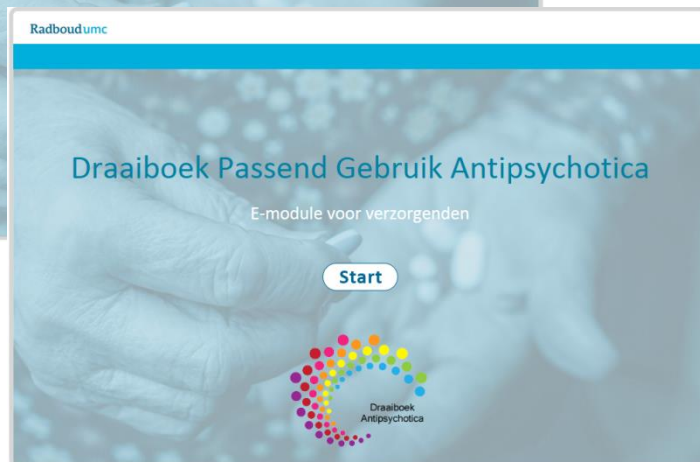 Radboudumc
Draaiboek Passend Gebruik Antipsychotica
E-module voor verzorgenden
Start
Draaiboek
Antipsychotica